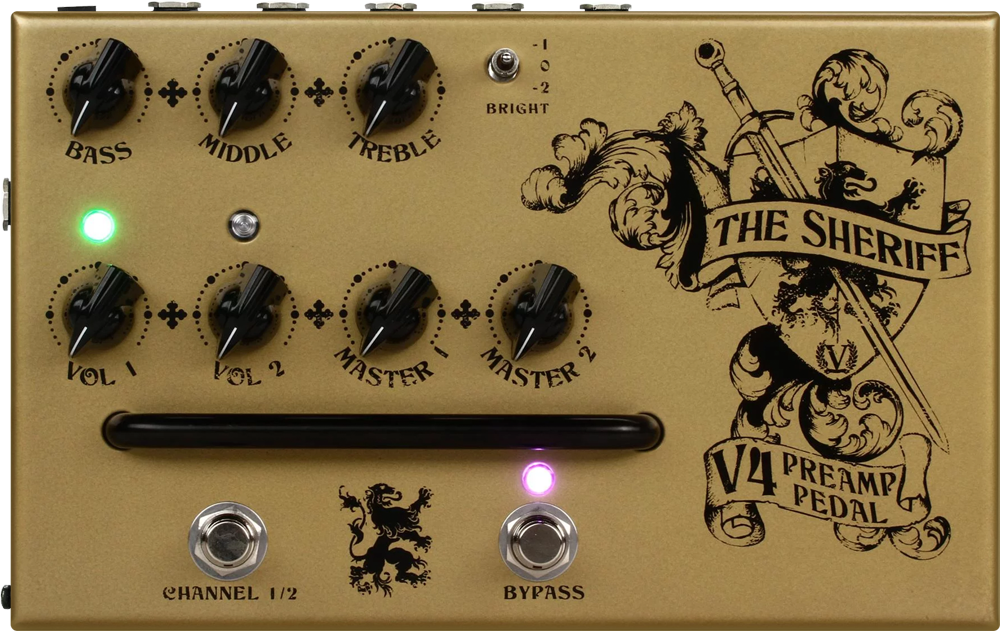 -1
0
-2
BRIGHT
BASS
MIDDLE
TREBLE
THE SHERIFF
VOL 1
VOL 2
MASTER 1
MASTER 2
V
V4 PREAMP
PEDAL
CHANNEL 1/2
BYPASS